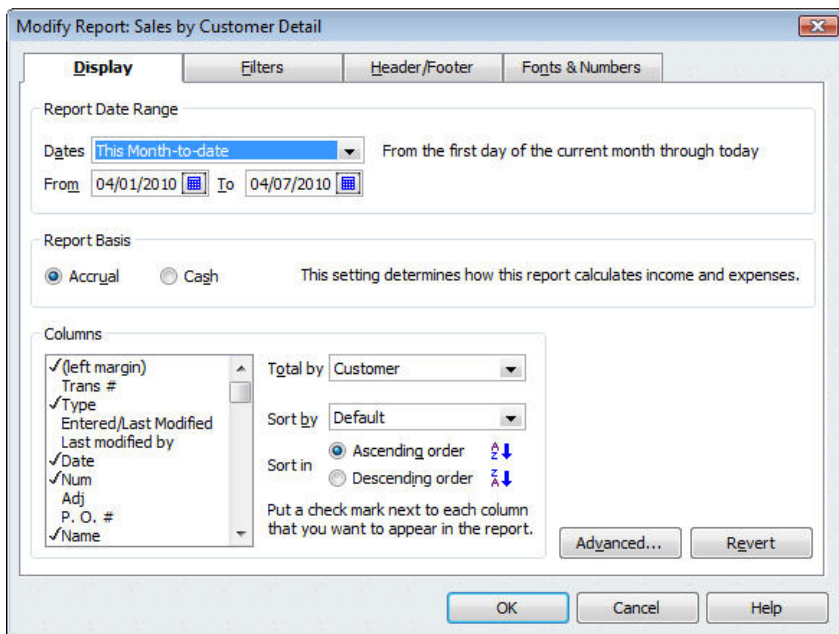 Modify Report: Sales by Customer Detail
Display
Filters
Header/Footer
Fonts & Numbers
Report Date Range
Dates This Month-to-date From the first day of the current month through today
From 04/01/2010 To 04/07/2010
Report Basis
Accrual Cash This setting determines how this report calculates income and expenses.
Columns
(left margin)
Trans #
Type
Entered/Last Modified
Last modified by
Date
Num
Adj
P. O. #
Name
Total by Customer
Sort by Default
Sort in
Ascending order
Descending order
Put a check mark next to each column
that you want to appear in the report.
Advanced... Revert
OK Cancel Help